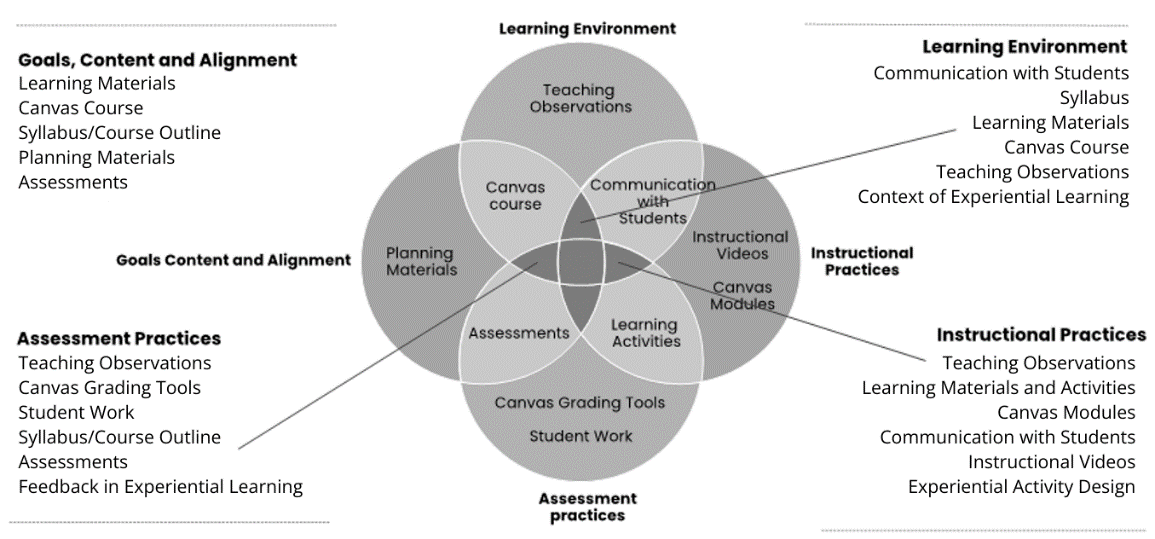 Goals, Content and Alignment
Learning Materials
Canvas Course
Syllabus/Course Outline
Planning Materials
Assessments
Learning Environment
Teaching
Observations
Learning Environment
Communication with Students
Syllabus
Learning Materials
Canvas Course
Teaching Observations
Context of Experiential Learning
Canvas
course
Communication
with
Students
Goals Content and Alignment
Planning
Materials
Instructional
Videos
Canvas
Modules
Instructional
Practices
Assessments
Learning
Activities
Canvas Grading Tools
Student Work
Assessment
practices
Assessment Practices
Teaching Observations
Canvas Grading Tools
Student Work
Syllabus/Course Outline
Assessments
Feedback in Experiential Learning
Instructional Practices
Teaching Observations
Learning Materials and Activities
Canvas Modules
Communication with Students
Instructional Videos
Experiential Activity Design